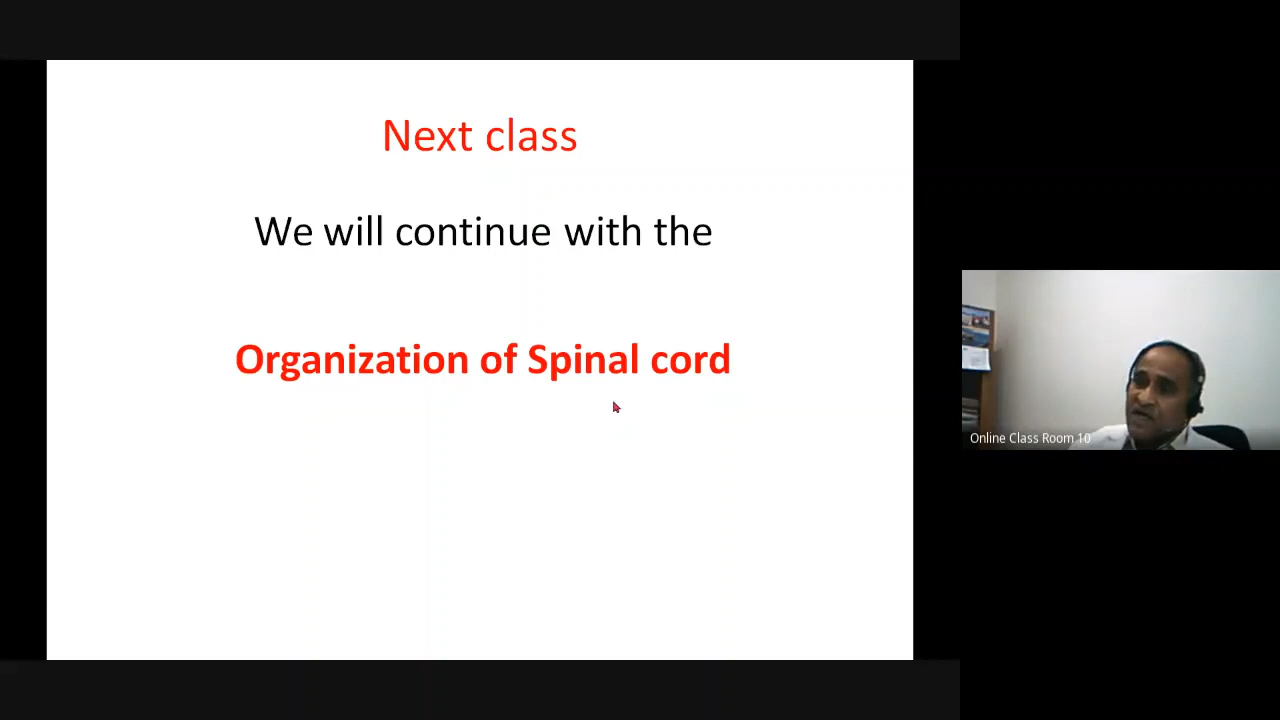 Next class
We will continue with the
Organization of Spinal cord
Online Class Room 10